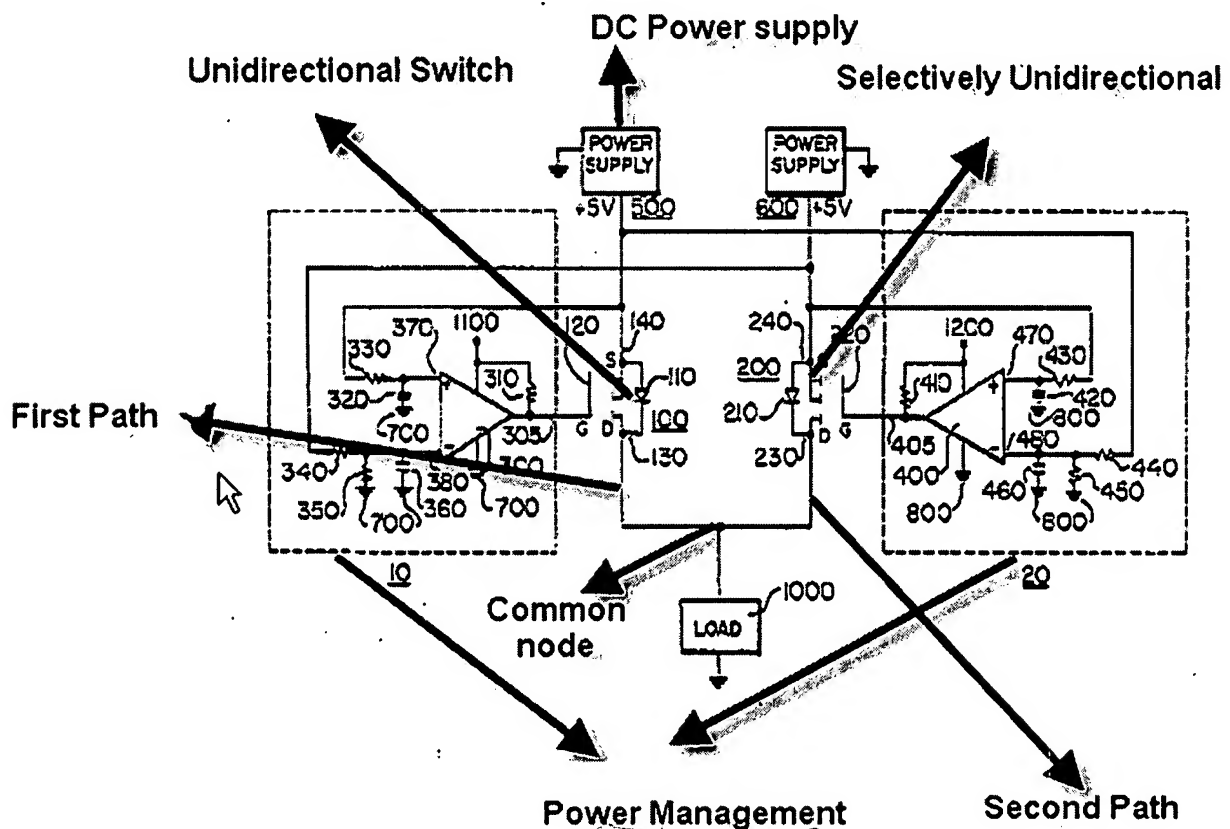 DC Power supply
Unidirectional Switch
Selectively Unidirectional
POWER SUPPLY
POWER SUPPLY
+5V 500
600 +5V
370 1100 120 140
240 220 1200 470
330 310 S 110
200 410 430
320 + 210 + 420
700 305 G 100
D G 405 800
First Path
D 130 230 480
340 380 300
400 460 440
350 700 360 700
800 800 450
10
20
Common
node
1000
LOAD
Power Management
Second Path